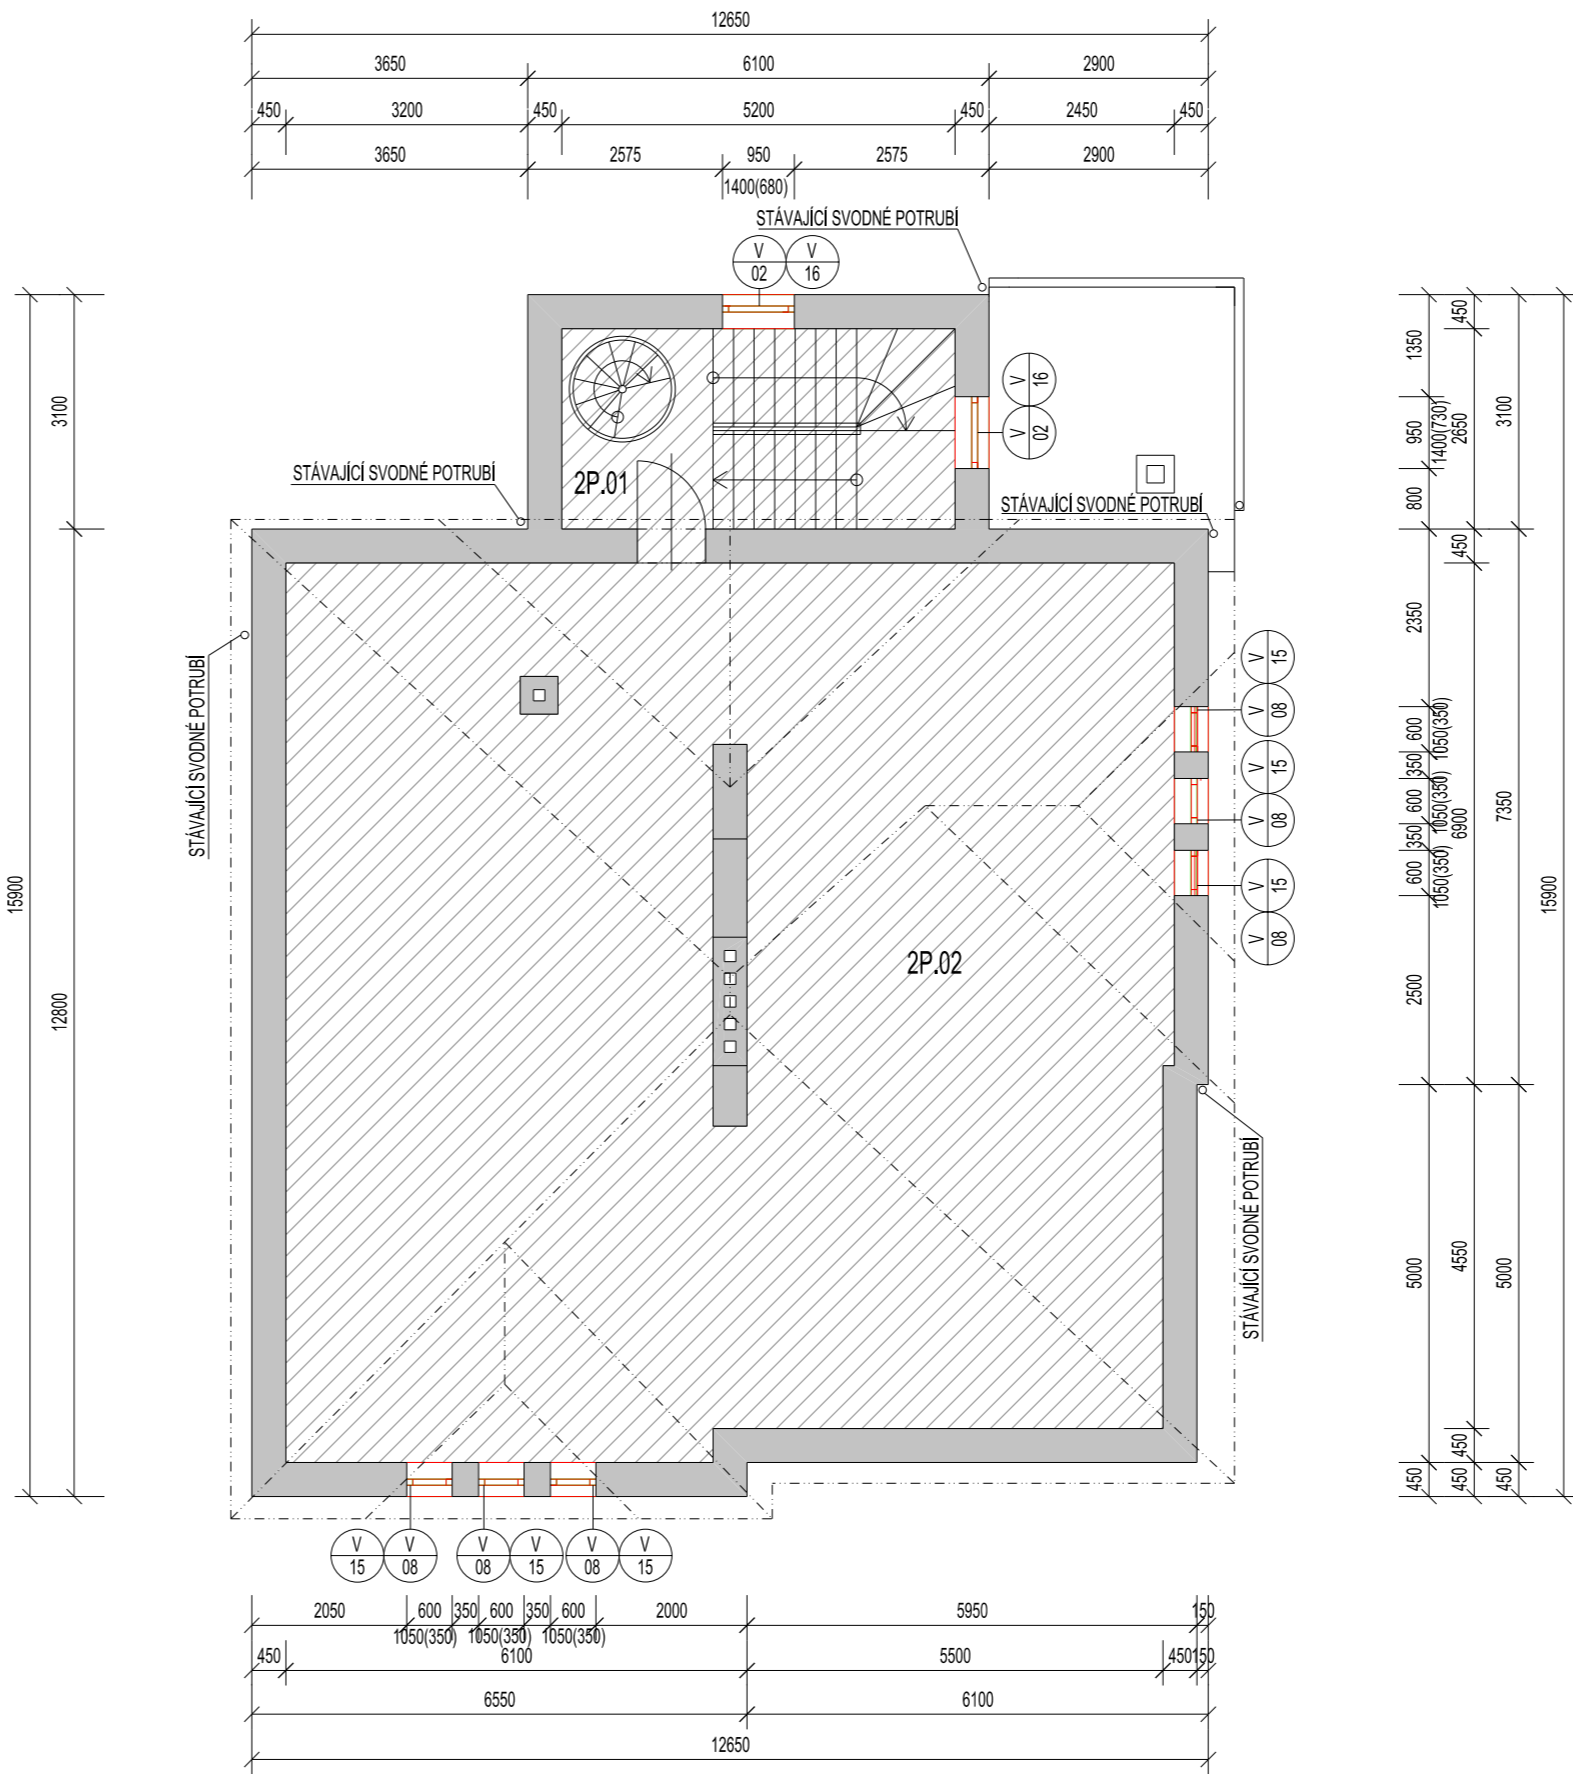 12650
3650 6100 2900
450 3200 450 5200 450 2450 450
3650 2575 950 2575 2900
1400(680)
STÁVAJÍCÍ SVODNÉ POTRUBÍ
V 02
V 16
V 16
V 02
STÁVAJÍCÍ SVODNÉ POTRUBÍ
2P.01
STÁVAJÍCÍ SVODNÉ POTRUBÍ
STÁVAJÍCÍ SVODNÉ POTRUBÍ
V 15
V 08
V 15
V 08
V 15
V 08
2P.02
STÁVAJÍCÍ SVODNÉ POTRUBÍ
15900
3100
12800
1350
950
1400(730)
800
2350
600
1050(350)
350
600
1050(350)
350
600
1050(350)
2500
5000
450
450
2650
450
6900
4550
450
450
3100
7350
5000
450
15900
V 15
V 08
V 08
V 15
V 08
V 15
2050 600 350 600 350 600 2000 5950 150
1050(350) 1050(350) 1050(350)
450 6100 5500 450 150
6550 6100
12650